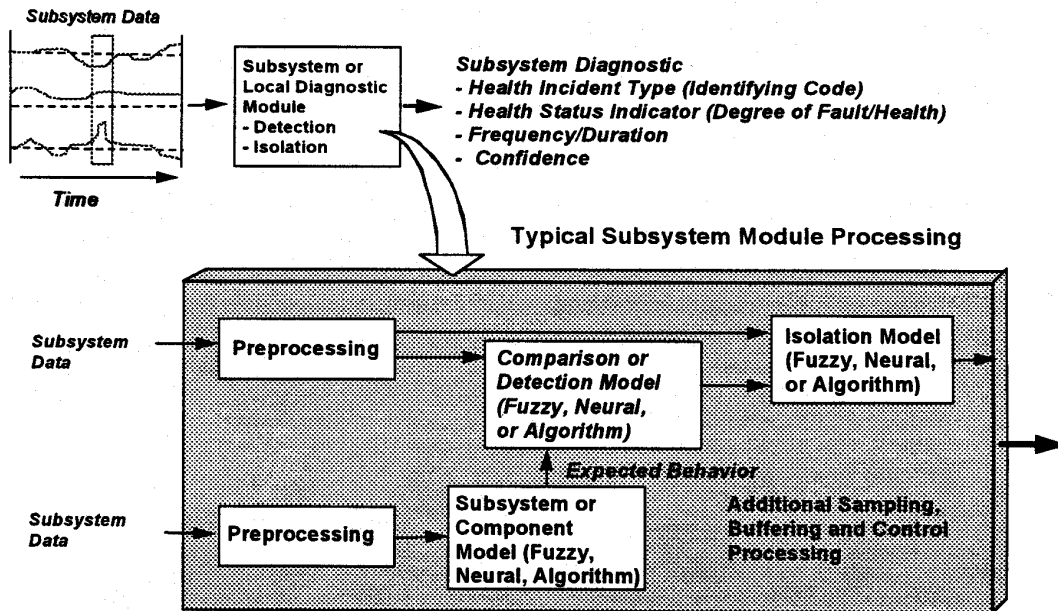 Subsystem Data
Time
Subsystem or
Local Diagnostic
Module
- Detection
- Isolation
Subsystem Diagnostic
- Health Incident Type (Identifying Code)
- Health Status Indicator (Degree of Fault/Health)
- Frequency/Duration
- Confidence
Typical Subsystem Module Processing
Subsystem
Data
Preprocessing
Comparison or
Detection Model
(Fuzzy, Neural,
or Algorithm)
Isolation Model
(Fuzzy, Neural,
or Algorithm)
Expected Behavior
Subsystem
Data
Preprocessing
Subsystem or
Component
Model (Fuzzy,
Neural, Algorithm)
Additional Sampling,
Buffering and Control
Processing